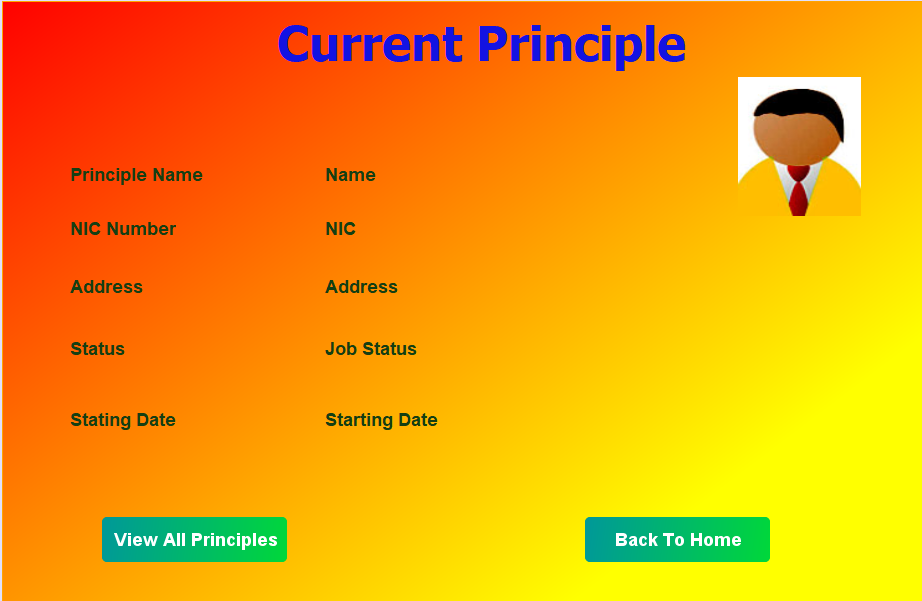 Current Principle
Principle Name Name
NIC Number NIC
Address Address
Status Job Status
Stating Date Starting Date
View All Principles Back To Home